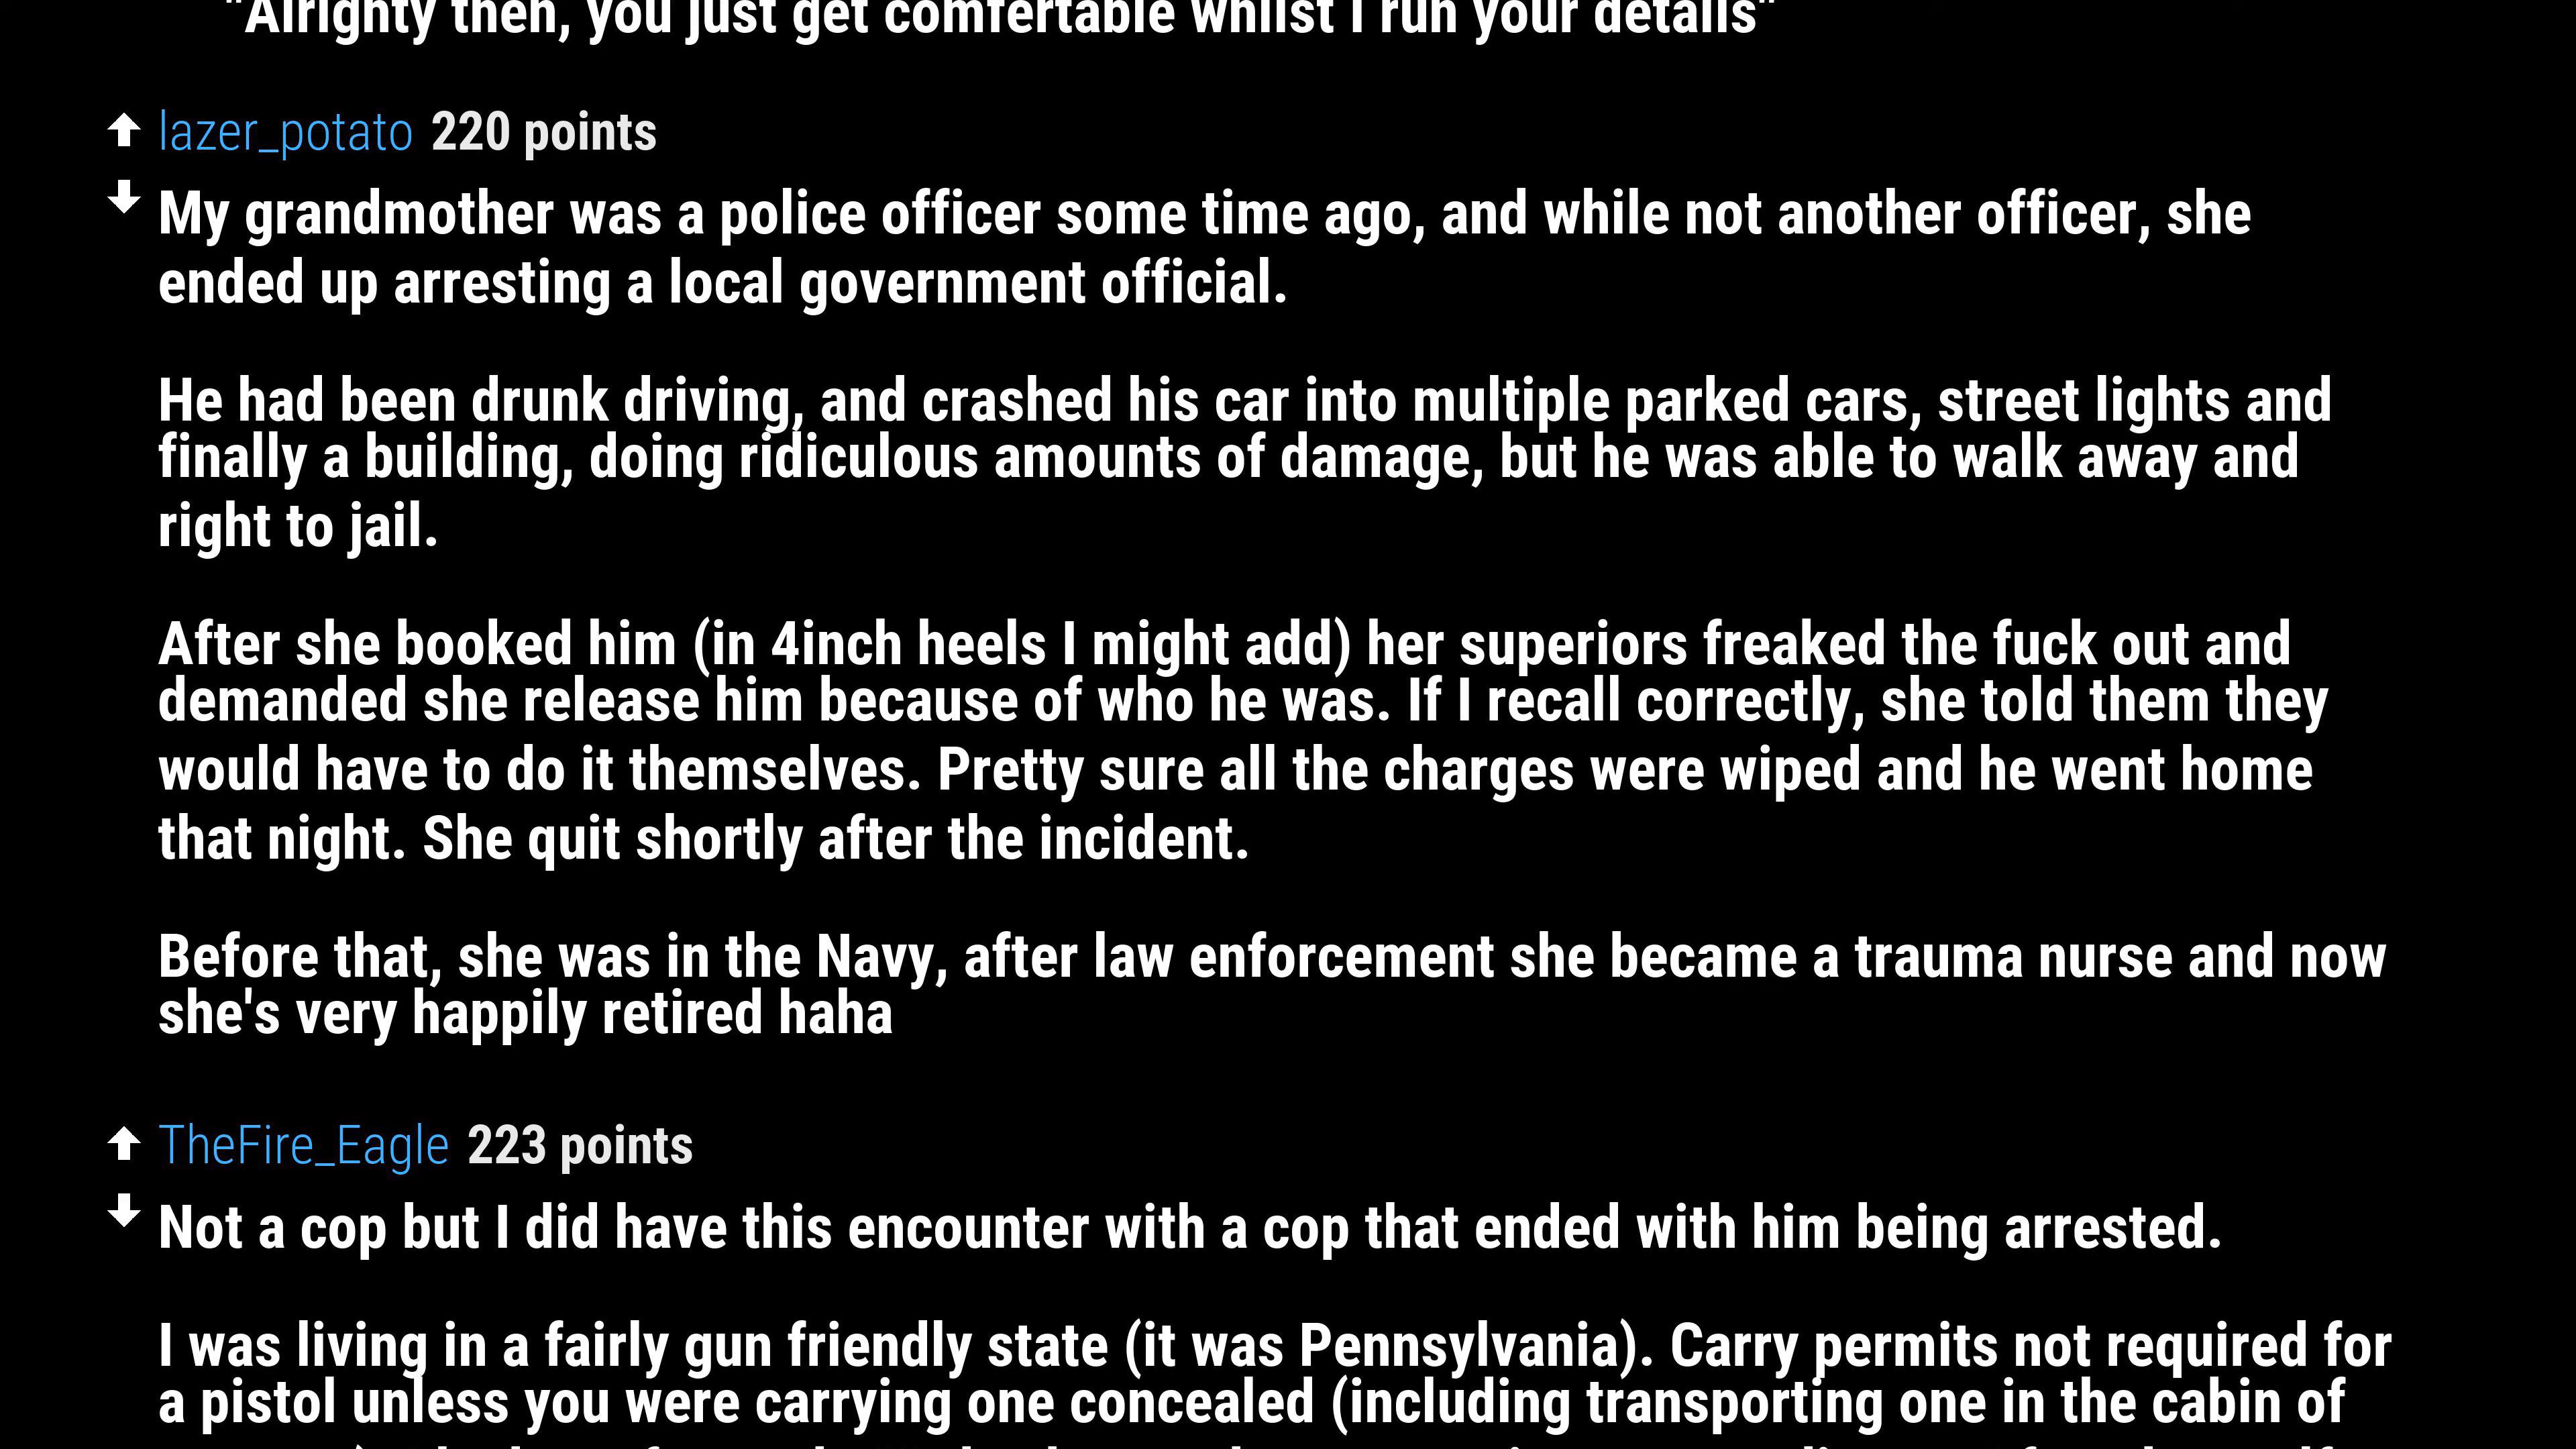 "Alrighty then, you just get comfertable whilst I run your details"
lazer_potato 220 points
My grandmother was a police officer some time ago, and while not another officer, she
ended up arresting a local government official.
He had been drunk driving, and crashed his car into multiple parked cars, street lights and
finally a building, doing ridiculous amounts of damage, but he was able to walk away and
right to jail.
After she booked him (in 4inch heels I might add) her superiors freaked the fuck out and
demanded she release him because of who he was. If I recall correctly, she told them they
would have to do it themselves. Pretty sure all the charges were wiped and he went home
that night. She quit shortly after the incident.
Before that, she was in the Navy, after law enforcement she became a trauma nurse and now
she's very happily retired haha
TheFire_Eagle 223 points
Not a cop but I did have this encounter with a cop that ended with him being arrested.
I was living in a fairly gun friendly state (it was Pennsylvania). Carry permits not required for
a pistol unless you were carrying one concealed (including transporting one in the cabin of